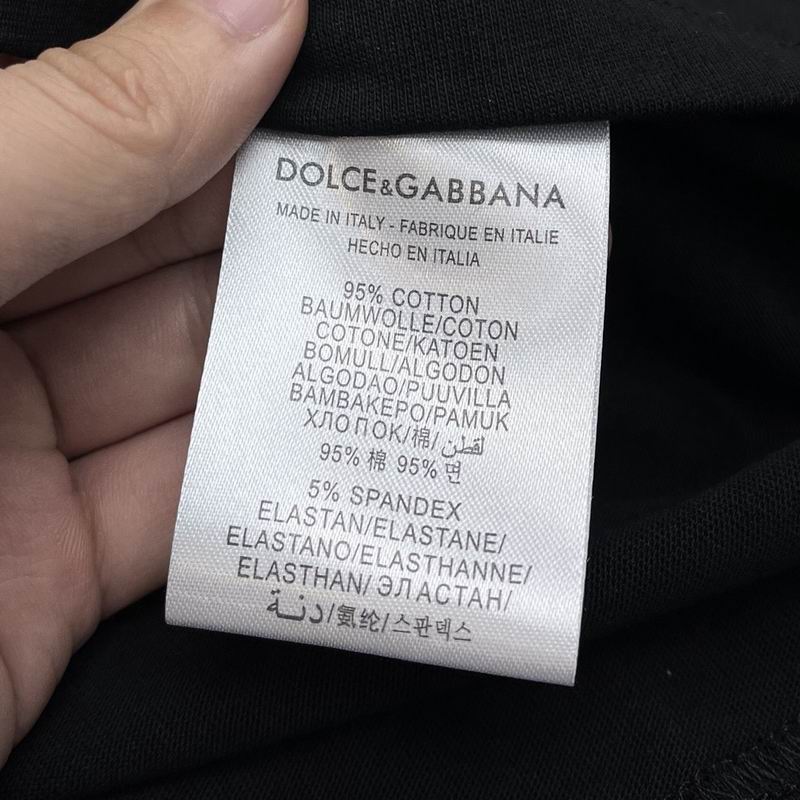 DOLCE&GABBANA
MADE IN ITALY - FABRIQUE EN ITALIE
HECHO EN ITALIA
95% COTTON
BAUMWOLLE/COTON
COTONE/KATOEN
BOMULL/ALGODON
ALGODAO/PUUVILLA
BAMBAKEPO/PAMUK
ХЛОПОК/棉/لقطن
95% 棉 95% 면
5% SPANDEX
ELASTAN/ELASTANE/
ELASTANO/ELASTHANNE/
ELASTHAN/ ЭЛАСТАН/
دنة/氨纶/스판덱스